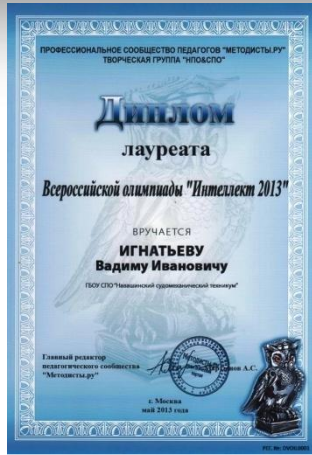 ПРОФЕССИОНАЛЬНОЕ СООБЩЕСТВО ПЕДАГОГОВ "МЕТОДИСТЫ.РУ"
ТВОРЧЕСКАЯ ГРУППА "НПО&СПО"
Диплом
лауреата
Всероссийской олимпиады "Интеллект 2013"
ВРУЧАЕТСЯ
ИГНАТЬЕВУ
Вадиму Ивановичу
ГБОУ СПО "Навашинский судомеханический техникум"
Главный редактор
педагогического сообщества
"Методисты.ру"
А.С.
г. Москва
май 2013 года